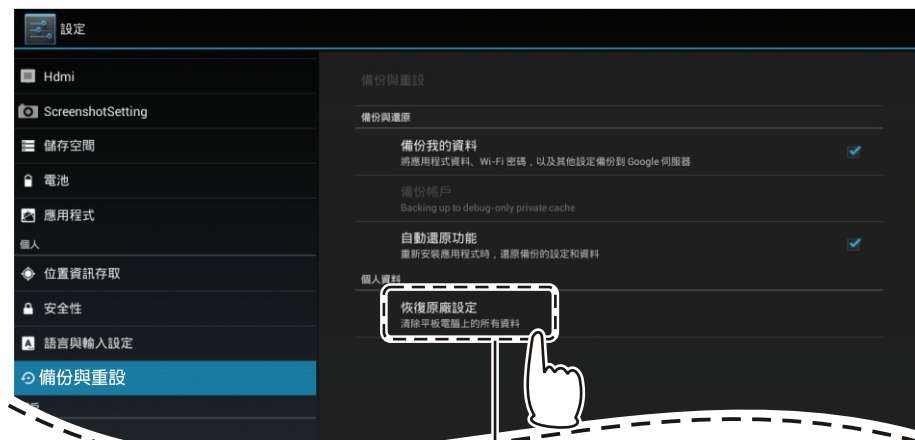 設定
Hdmi
ScreenshotSetting
儲存空間
電池
應用程式
個人
位置資訊存取
安全性
語言與輸入設定
備份與重設
備份與重設
備份與還原
備份我的資料
將應用程式資料、Wi-Fi 密碼，以及其他設定備份到 Google 伺服器
備份帳戶
Backing up to debug-only private cache
自動還原功能
重新安裝應用程式時，還原備份的設定和資料
個人資料
恢復原廠設定
清除平板電腦上的所有資料